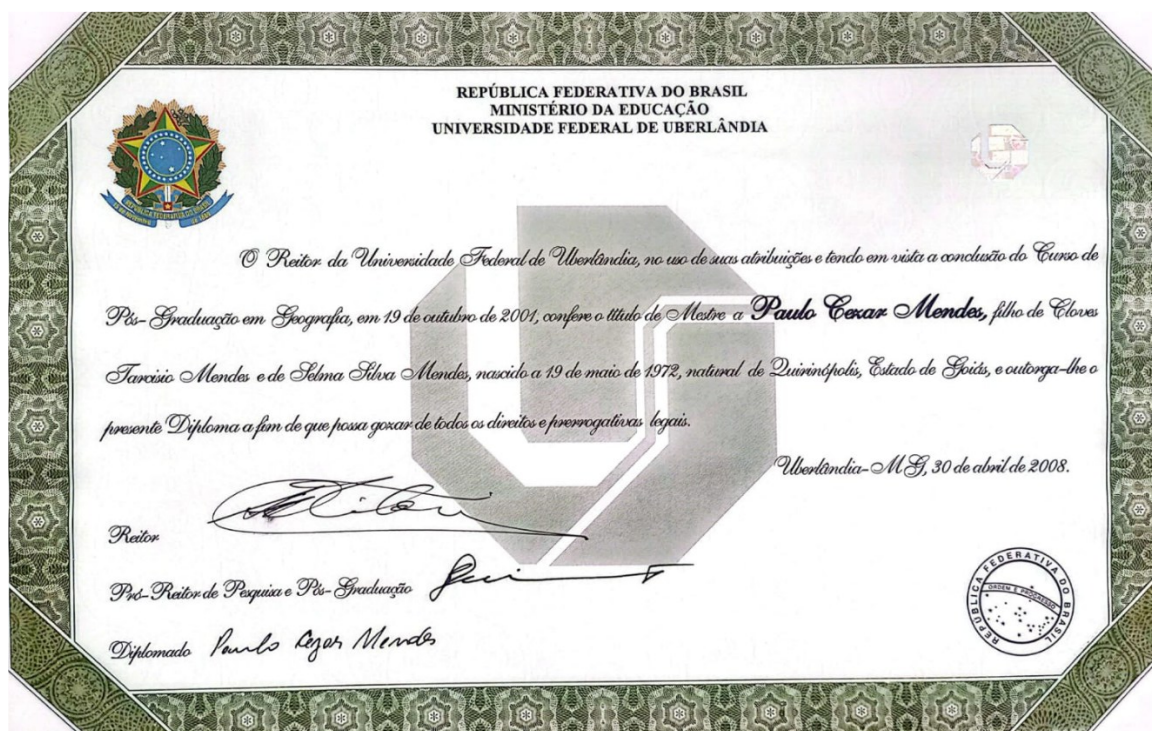 REPÚBLICA FEDERATIVA DO BRASIL
MINISTÉRIO DA EDUCAÇÃO
UNIVERSIDADE FEDERAL DE UBERLÂNDIA
O Reitor da Universidade Federal de Uberlândia, no uso de suas atribuições e tendo em vista a conclusão do Curso de
Pós-Graduação em Geografia, em 19 de outubro de 2001, confere o título de Mestre a Paulo Cezar Mendes, filho de Cloves
Tarcisio Mendes e de Selma Silva Mendes, nascido a 19 de maio de 1972, natural de Quirinópolis, Estado de Goiás, e outorga-lhe o
presente Diploma a fim de que possa gozar de todos os direitos e prerrogativas legais.
Uberlândia-MG, 30 de abril de 2008.
Reitor
Pró-Reitor de Pesquisa e Pós-Graduação
Diplomado Paulo Cezar Mendes
REPÚBLICA FEDERATIVA DO BRASIL
ORDEM E PROGRESSO